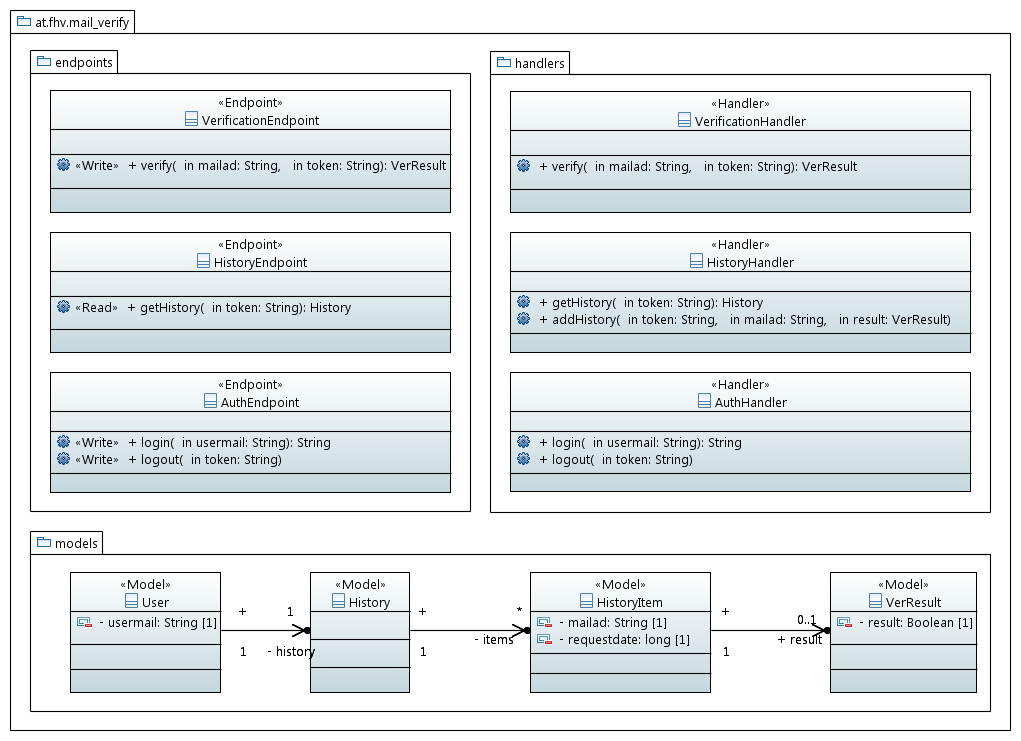 at.fhv.mail_verify
endpoints
«Endpoint»
VerificationEndpoint
«Write» + verify( in mailad: String, in token: String): VerResult
«Endpoint»
HistoryEndpoint
«Read» + getHistory( in token: String): History
«Endpoint»
AuthEndpoint
«Write» + login( in usermail: String): String
«Write» + logout( in token: String)
handlers
«Handler»
VerificationHandler
+ verify( in mailad: String, in token: String): VerResult
«Handler»
HistoryHandler
+ getHistory( in token: String): History
+ addHistory( in token: String, in mailad: String, in result: VerResult)
«Handler»
AuthHandler
+ login( in usermail: String): String
+ logout( in token: String)
models
«Model»
User
- usermail: String [1]
+ 1
1 - history
«Model»
History
+ *
1 - items
«Model»
HistoryItem
- mailad: String [1]
- requestdate: long [1]
+ 0..1
1 + result
«Model»
VerResult
- result: Boolean [1]